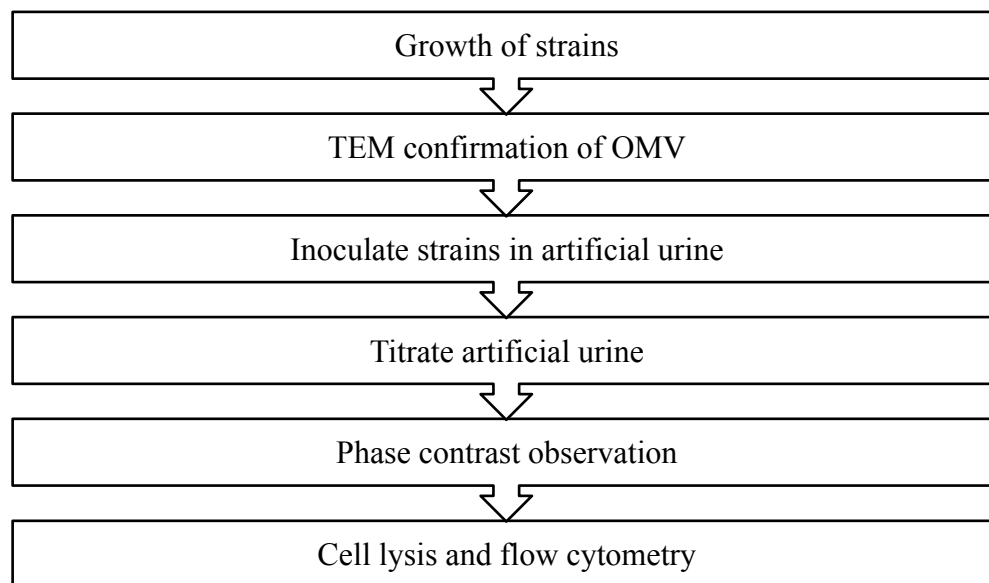 Growth of strains
TEM confirmation of OMV
Inoculate strains in artificial urine
Titrate artificial urine
Phase contrast observation
Cell lysis and flow cytometry